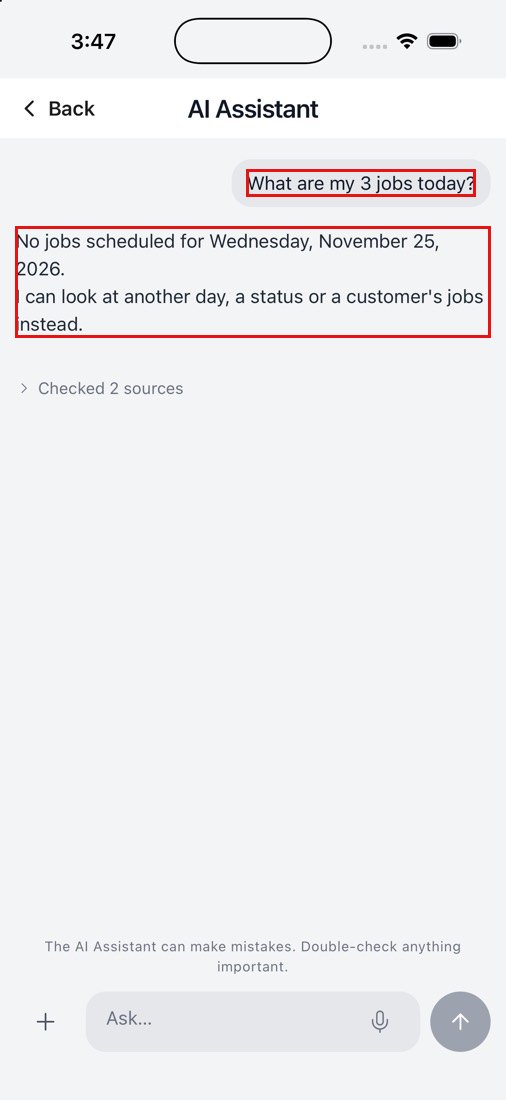 3:47
Back
AI Assistant
What are my 3 jobs today?
No jobs scheduled for Wednesday, November 25,
2026.
I can look at another day, a status or a customer's jobs
instead.
Checked 2 sources
The AI Assistant can make mistakes. Double-check anything
important.
Ask...